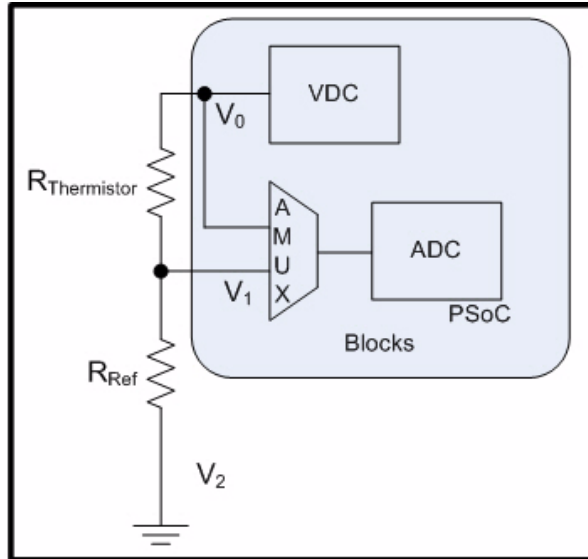 VDC
V0
RThermistor
A
M
U
X
ADC
V1
PSoC
Blocks
RRef
V2